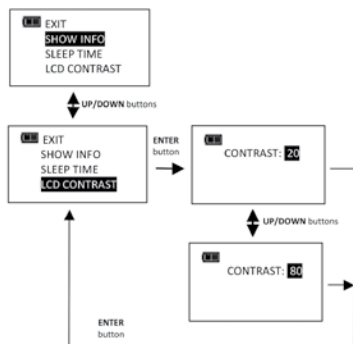 EXIT
SHOW INFO
SLEEP TIME
LCD CONTRAST
UP/DOWN buttons
EXIT
SHOW INFO
SLEEP TIME
LCD CONTRAST
ENTER
button
CONTRAST: 20
UP/DOWN buttons
CONTRAST: 80
ENTER
button